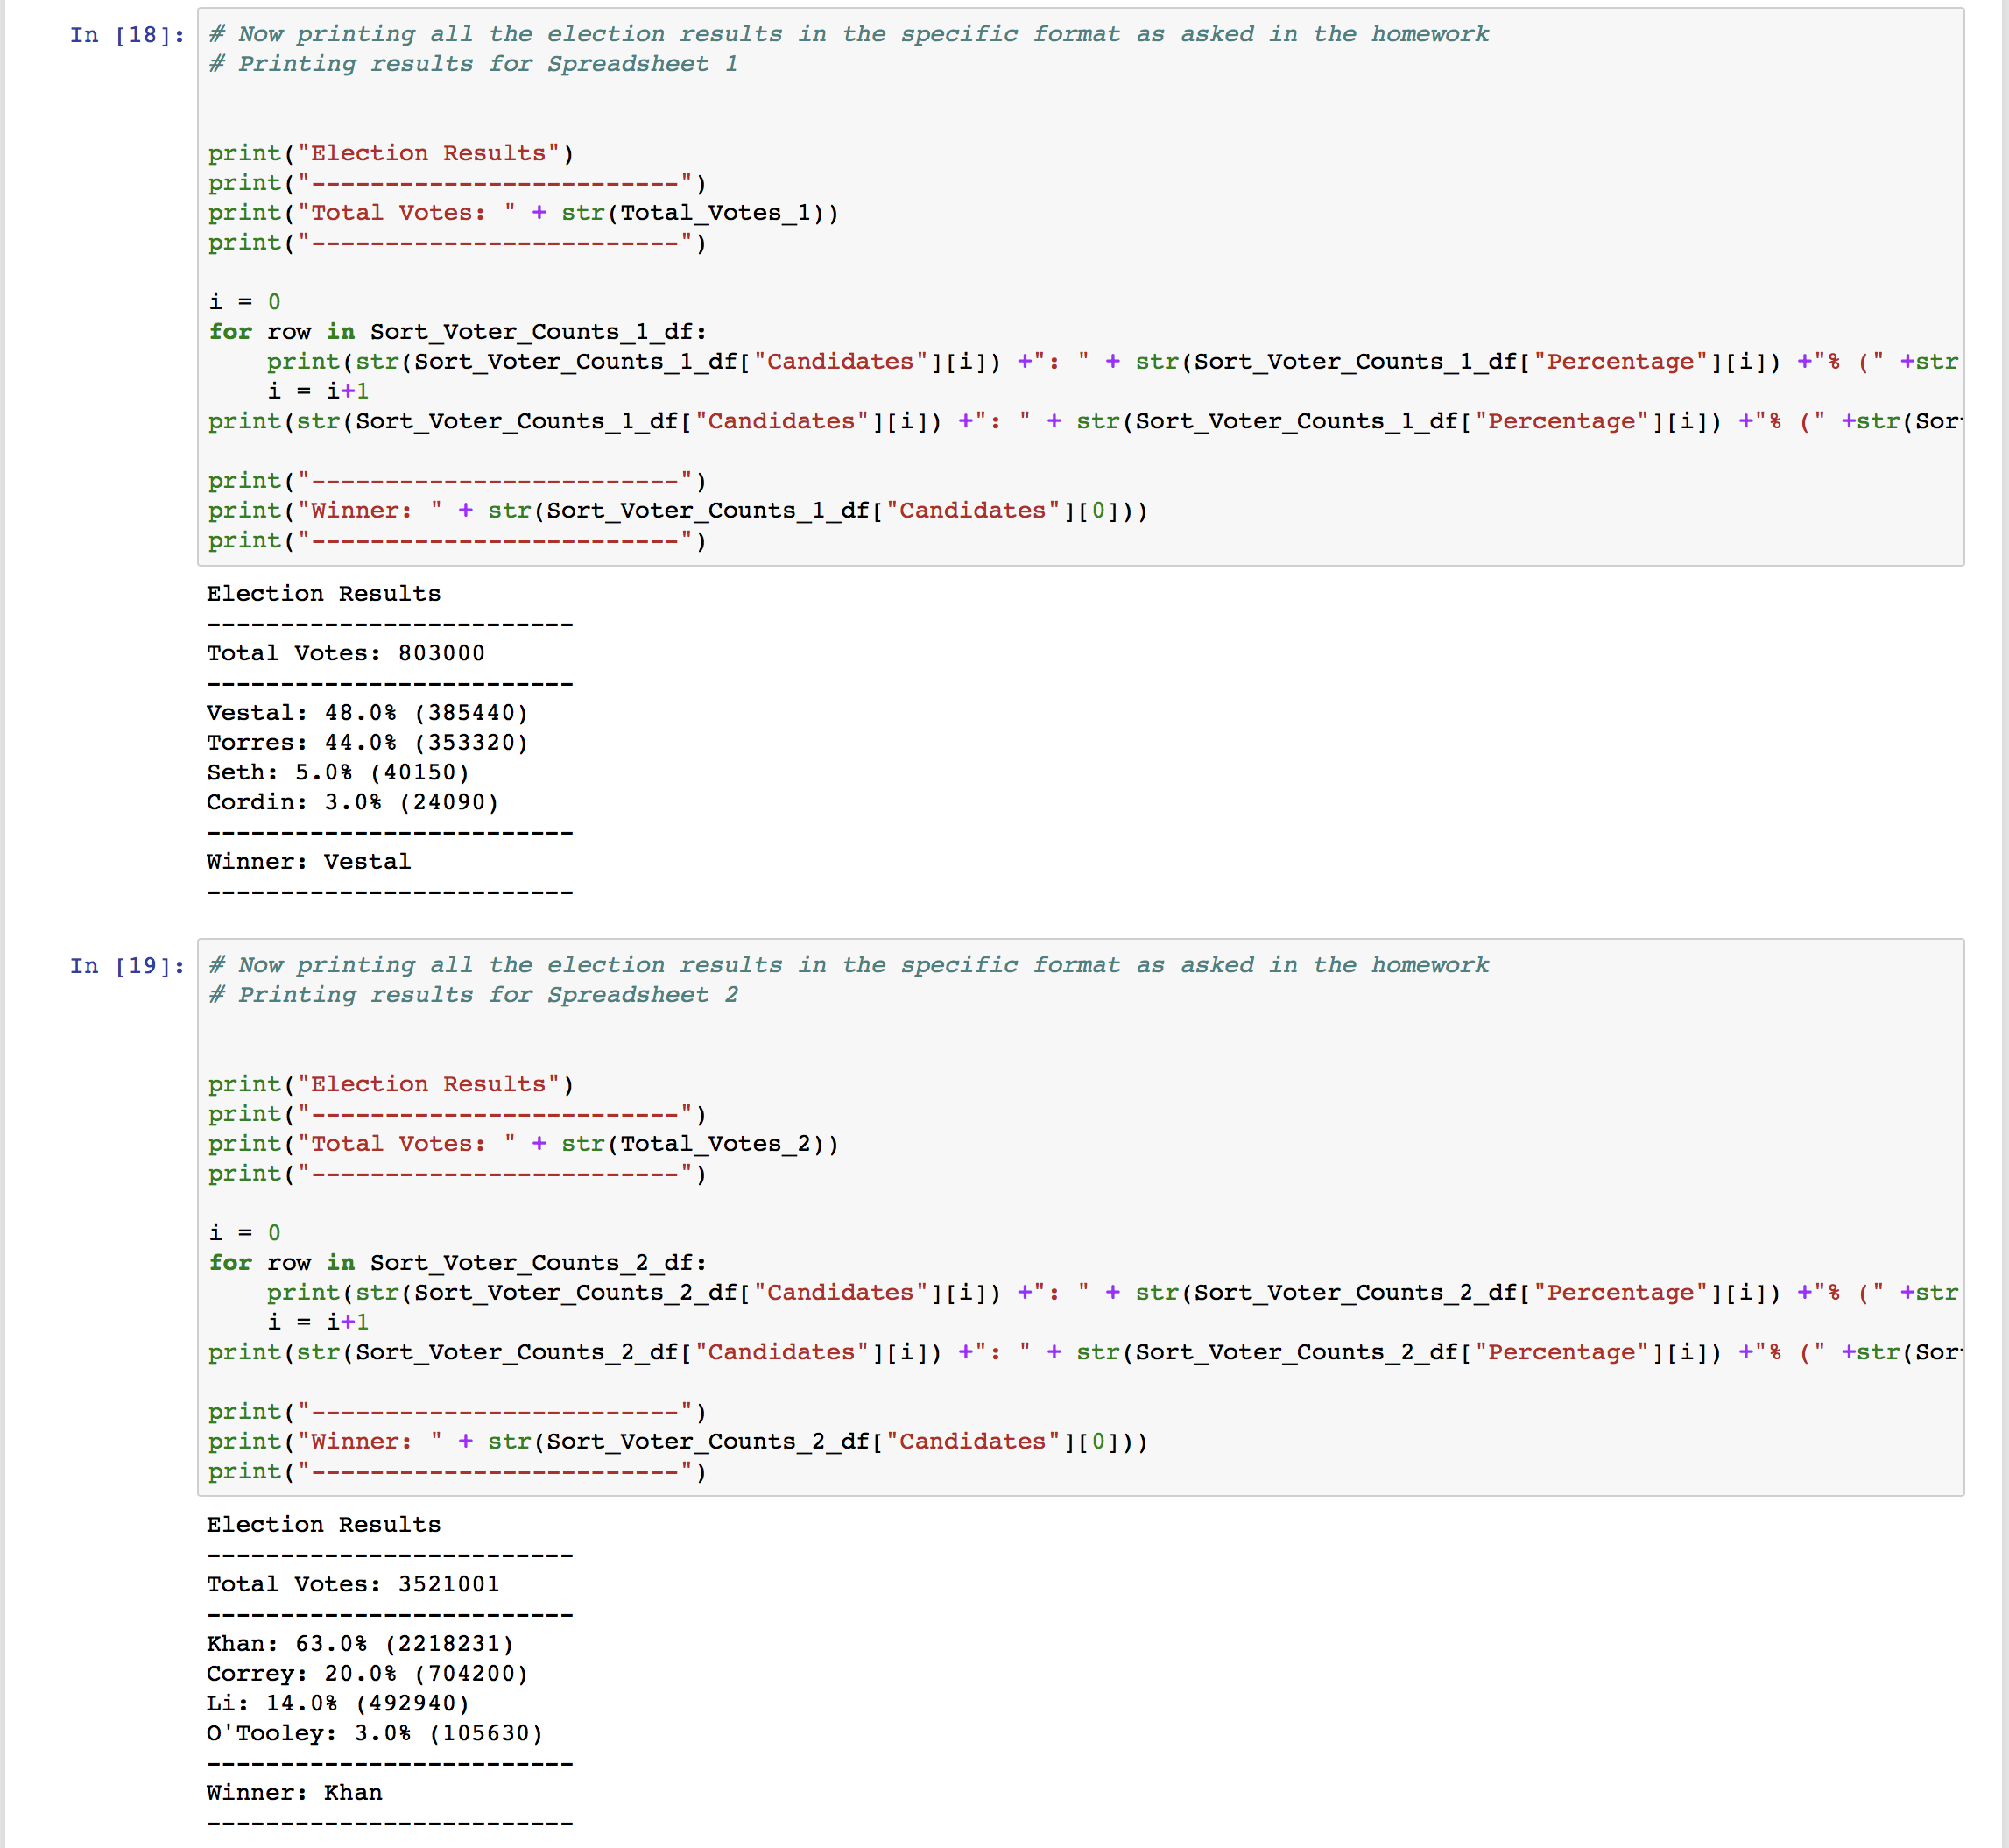 In [18]:
# Now printing all the election results in the specific format as asked in the homework
# Printing results for Spreadsheet 1
print("Election Results")
print("-------------------------")
print("Total Votes: " + str(Total_Votes_1))
print("-------------------------")
i = 0
for row in Sort_Voter_Counts_1_df:
    print(str(Sort_Voter_Counts_1_df["Candidates"][i]) +": " + str(Sort_Voter_Counts_1_df["Percentage"][i]) +"% (" +str
    i = i+1
print(str(Sort_Voter_Counts_1_df["Candidates"][i]) +": " + str(Sort_Voter_Counts_1_df["Percentage"][i]) +"% (" +str(Sor
print("-------------------------")
print("Winner: " + str(Sort_Voter_Counts_1_df["Candidates"][0]))
print("-------------------------")
Election Results
-------------------------
Total Votes: 803000
-------------------------
Vestal: 48.0% (385440)
Torres: 44.0% (353320)
Seth: 5.0% (40150)
Cordin: 3.0% (24090)
-------------------------
Winner: Vestal
-------------------------
In [19]:
# Now printing all the election results in the specific format as asked in the homework
# Printing results for Spreadsheet 2
print("Election Results")
print("-------------------------")
print("Total Votes: " + str(Total_Votes_2))
print("-------------------------")
i = 0
for row in Sort_Voter_Counts_2_df:
    print(str(Sort_Voter_Counts_2_df["Candidates"][i]) +": " + str(Sort_Voter_Counts_2_df["Percentage"][i]) +"% (" +str
    i = i+1
print(str(Sort_Voter_Counts_2_df["Candidates"][i]) +": " + str(Sort_Voter_Counts_2_df["Percentage"][i]) +"% (" +str(Sor
print("-------------------------")
print("Winner: " + str(Sort_Voter_Counts_2_df["Candidates"][0]))
print("-------------------------")
Election Results
-------------------------
Total Votes: 3521001
-------------------------
Khan: 63.0% (2218231)
Correy: 20.0% (704200)
Li: 14.0% (492940)
O'Tooley: 3.0% (105630)
-------------------------
Winner: Khan
-------------------------